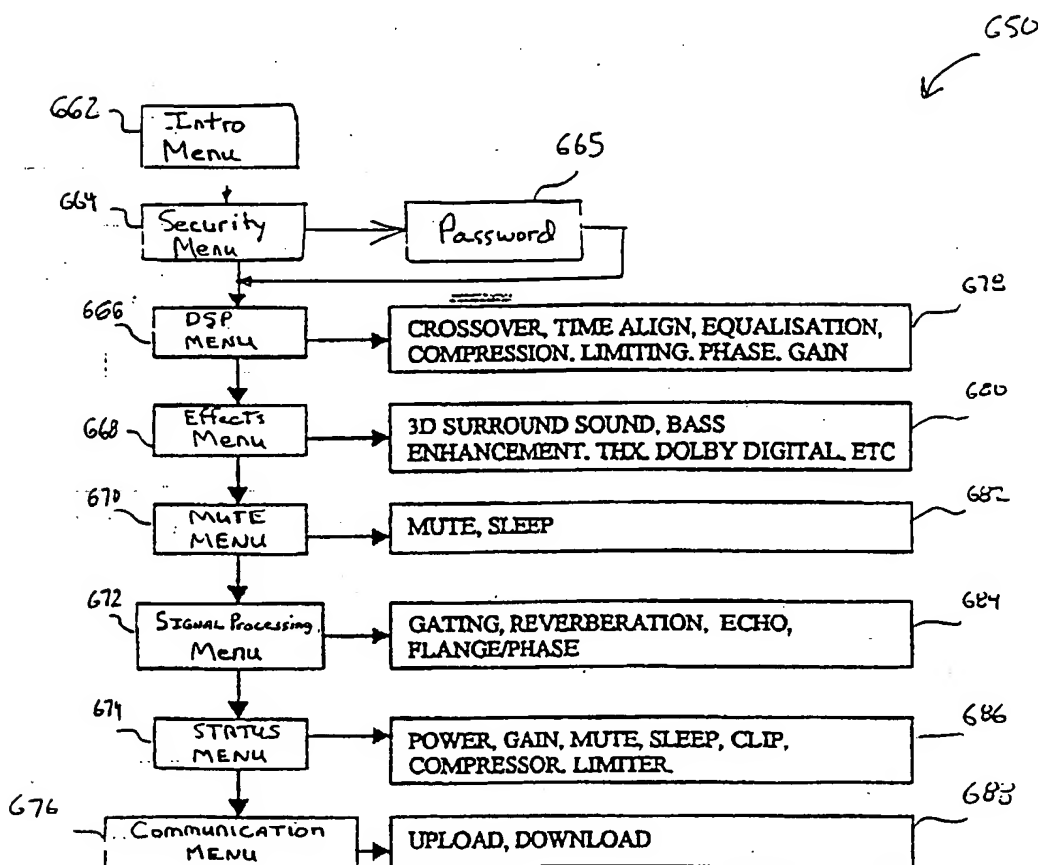 650
662
Intro
Menu
665
664
Security
Menu
Password
666
DSP
MENU
CROSSOVER, TIME ALIGN, EQUALISATION,
COMPRESSION. LIMITING. PHASE. GAIN
678
668
Effects
Menu
3D SURROUND SOUND, BASS
ENHANCEMENT. THX. DOLBY DIGITAL, ETC
680
670
MUTE
MENU
MUTE, SLEEP
682
672
SIGNAL Processing
Menu
GATING, REVERBERATION, ECHO,
FLANGE/PHASE
684
674
STATUS
MENU
POWER, GAIN, MUTE, SLEEP, CLIP,
COMPRESSOR. LIMITER.
686
676
Communication
MENU
UPLOAD, DOWNLOAD
688